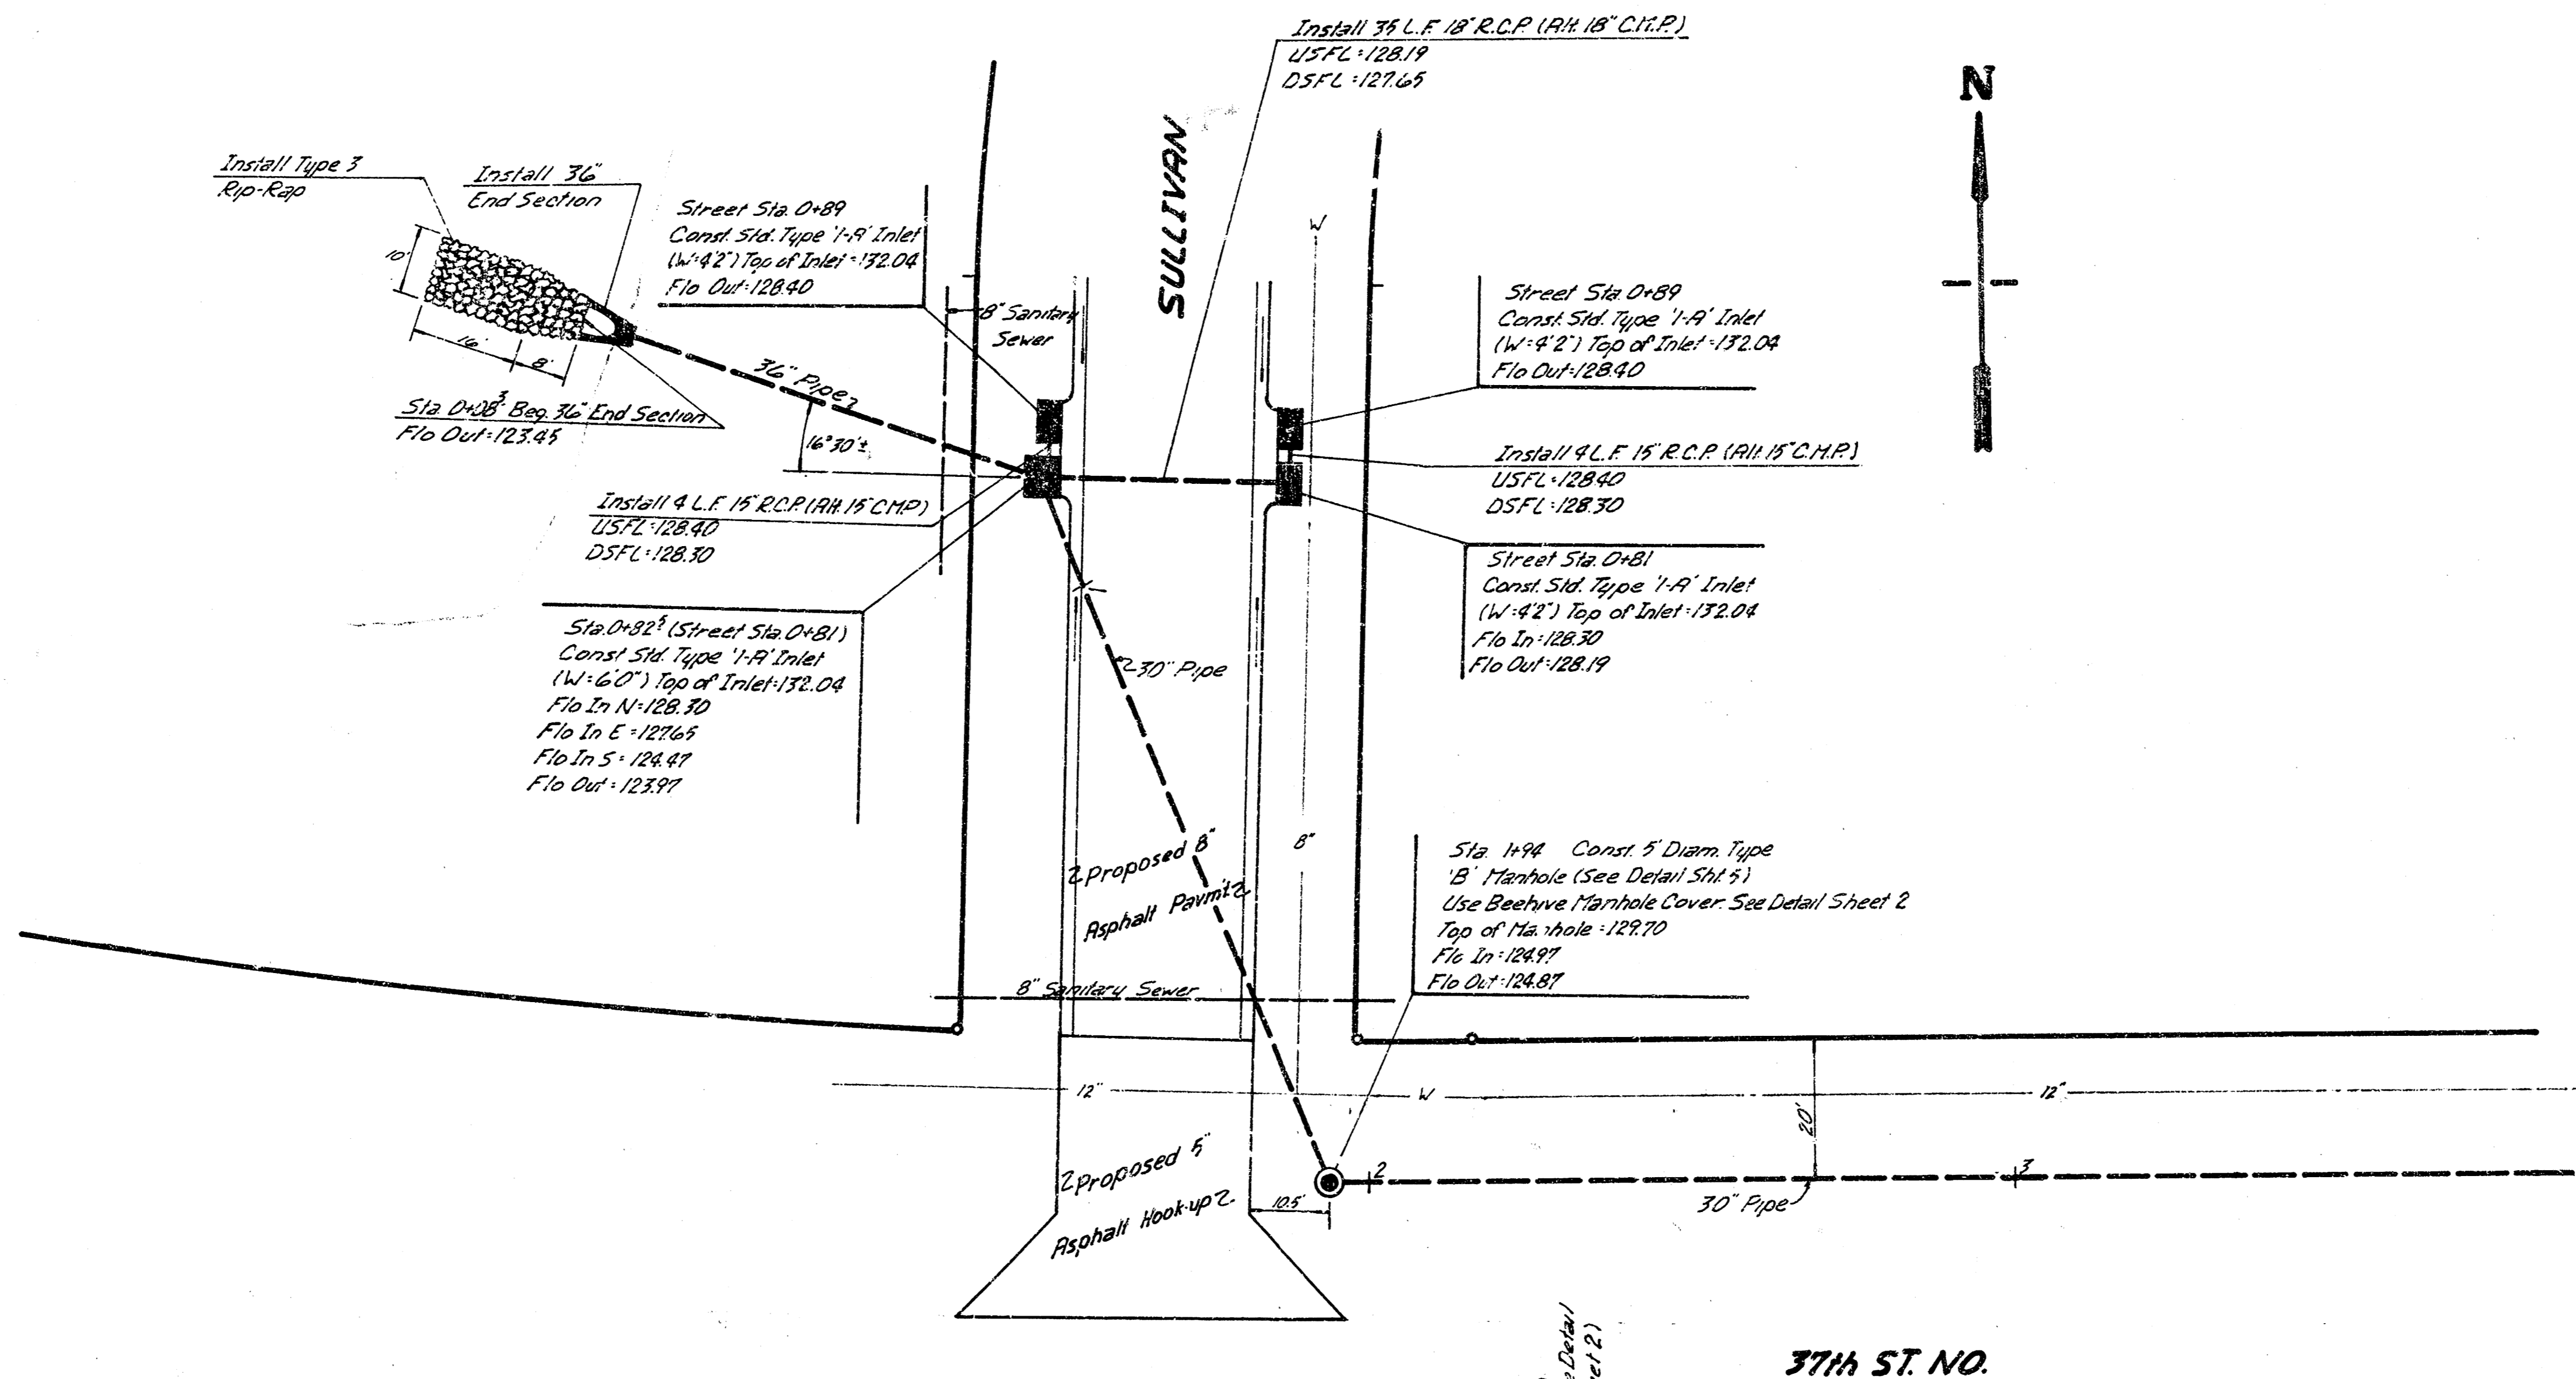 Install 35 L.F. 18" R.C.P. (Alt. 18" C.M.P.)
USFL=128.19
DSFL=127.65
N
SULLIVAN
Install Type 3
Rip-Rap
Install 36"
End Section
10'
16'
8'
Sta. 0+08³ Beg. 36" End Section
Flo Out=123.45
Street Sta. 0+89
Const. Std. Type '1-A' Inlet
(W=4'2") Top of Inlet=132.04
Flo Out=128.40
8" Sanitary
Sewer
36" Pipe
16°30'±
W
Street Sta. 0+89
Const. Std. Type '1-A' Inlet
(W=4'2") Top of Inlet=132.04
Flo Out=128.40
Install 4 L.F. 15" R.C.P. (Alt. 15" C.M.P.)
USFL=128.40
DSFL=128.30
Install 4 L.F. 15" R.C.P. (Alt. 15" C.M.P.)
USFL=128.40
DSFL=128.30
Street Sta. 0+81
Const. Std. Type '1-A' Inlet
(W=4'2") Top of Inlet=132.04
Flo In=128.30
Flo Out=128.19
Sta. 0+82⁵ (Street Sta. 0+81)
Const Std. Type '1-A' Inlet
(W=6'0") Top of Inlet=132.04
Flo In N=128.30
Flo In E=127.65
Flo In S=124.47
Flo Out=123.97
30" Pipe
8"
Proposed 8"
Asphalt Pavm't
Sta. 1+94 Const. 5' Diam. Type
'B' Manhole (See Detail Sht. 5)
Use Beehive Manhole Cover. See Detail Sheet 2
Top of Manhole=129.70
Flo In=124.97
Flo Out=124.87
8" Sanitary Sewer
12"
W
12"
20'
Proposed 5"
Asphalt Hook-up
10.5'
2
3
30" Pipe
Detail
2)
37th ST. NO.